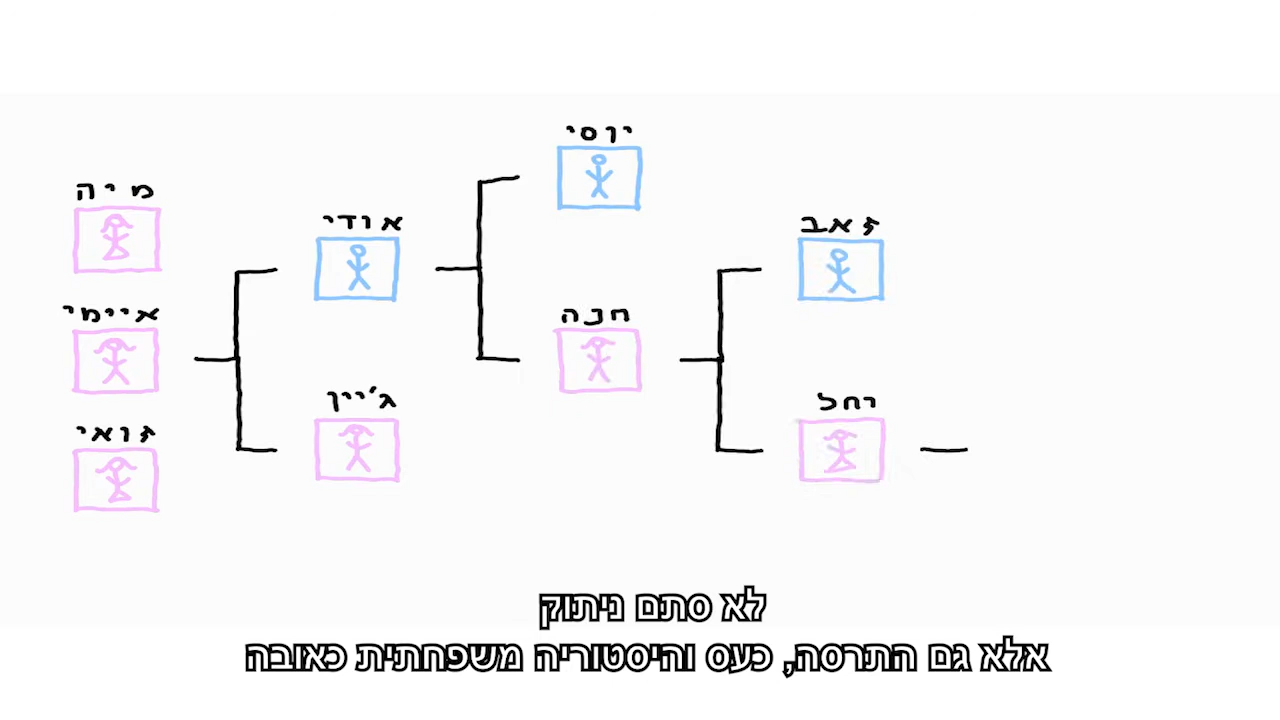 יוסי
מיה
אודי
זאב
איימי
חנה
ג'יין
רחל
זואי
לא סתם ניתוק
אלא גם התרסה, כעס והיסטוריה משפחתית כאובה